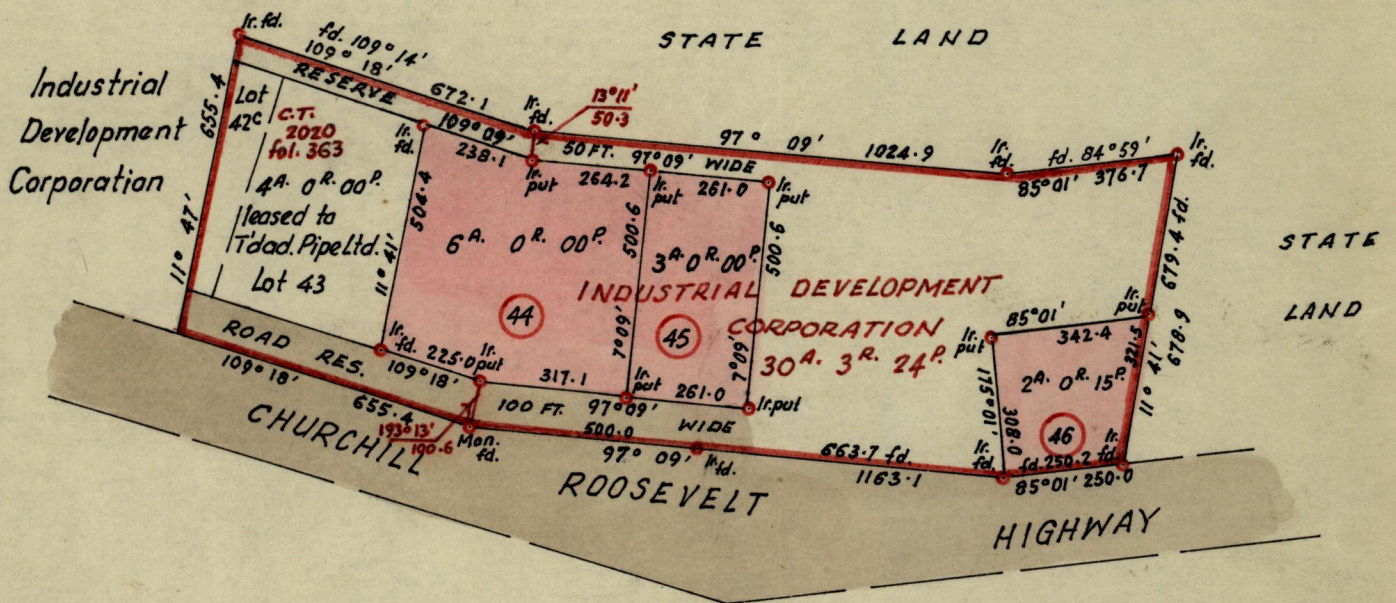 STATE LAND
Ir. fd.
fd. 109° 14'
109° 18'
RESERVE
672.1
Ir. fd.
13°11'
50.3
97° 09'
1024.9
Ir. fd.
fd. 84°59'
85°01'
376.7
Ir. fd.
Industrial
Development
Corporation
655.4
11° 47'
Lot
42C
C.T.
2020
fol. 363
4A. 0R. 00P.
leased to
T'dad. Pipe Ltd.
Lot 43
Ir. fd.
109° 09'
238.1
Ir. put
50 FT.
97°09'
WIDE
264.2
Ir. put
261.0
Ir. put
504.4
11° 41'
6A. 0R. 00P.
44
500.6
7°09'
3A. 0R. 00P.
45
500.6
7°09'
INDUSTRIAL DEVELOPMENT
CORPORATION
30A. 3R. 24P.
679.4 fd.
678.9
11° 41'
STATE
LAND
Ir. put
85°01'
342.4
Ir. put
321.5
175°01'
308.0
2A. 0R. 15P.
46
Ir. fd.
Ir. fd.
fd. 250.2 fd.
85°01' 250.0
ROAD RES.
Ir. fd.
225.0
109°18'
Ir. put
317.1
Ir. put
261.0
Ir. put
100 FT.
97°09'
WIDE
109° 18'
655.4
193°13'
100.6
Mon. fd.
500.0
97° 09'
Ir. fd.
663.7 fd.
1163.1
CHURCHILL
ROOSEVELT
HIGHWAY